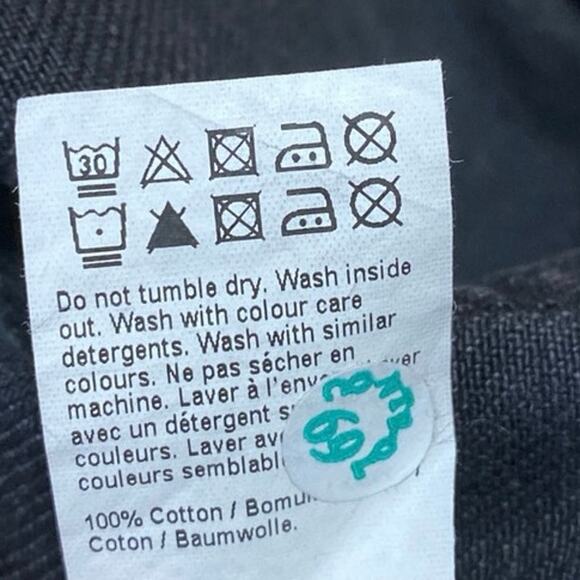 30
Do not tumble dry. Wash inside
out. Wash with colour care
detergents. Wash with similar
colours. Ne pas sécher en
machine. Laver à l'env
avec un détergent s
couleurs. Laver av
couleurs semblabl
69
100% Cotton / Bomu
Coton / Baumwolle.